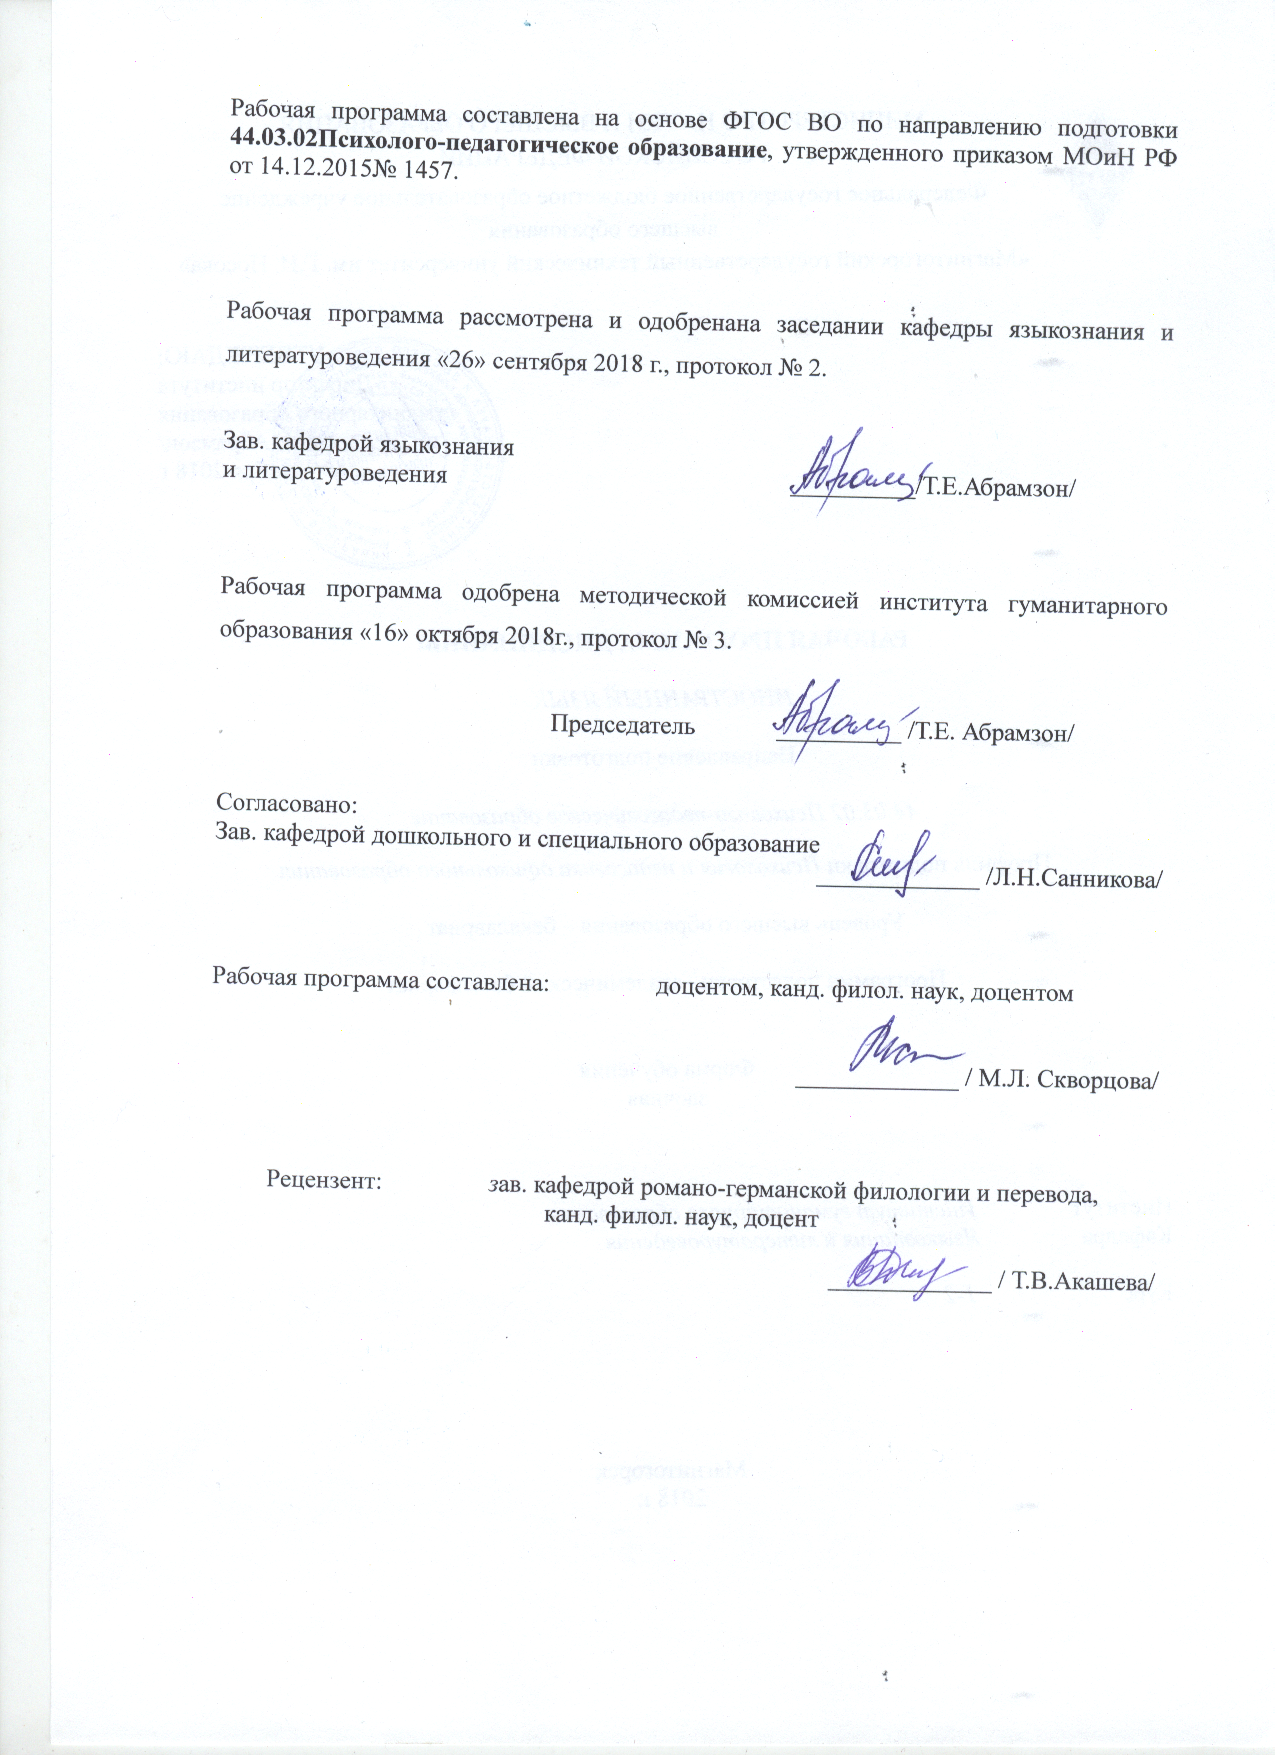 Рабочая программа составлена на основе ФГОС ВО по направлению подготовки
44.03.02Психолого-педагогическое образование, утвержденного приказом МОиН РФ
от 14.12.2015№ 1457.
Рабочая программа рассмотрена и одобренана заседании кафедры языкознания и
литературоведения «26» сентября 2018 г., протокол № 2.
Зав. кафедрой языкознания
и литературоведения /Т.Е.Абрамзон/
Рабочая программа одобрена методической комиссией института гуманитарного
образования «16» октября 2018г., протокол № 3.
Председатель /Т.Е. Абрамзон/
Согласовано:
Зав. кафедрой дошкольного и специального образование
/Л.Н.Санникова/
Рабочая программа составлена: доцентом, канд. филол. наук, доцентом
/ М.Л. Скворцова/
Рецензент: зав. кафедрой романо-германской филологии и перевода,
канд. филол. наук, доцент
/ Т.В.Акашева/